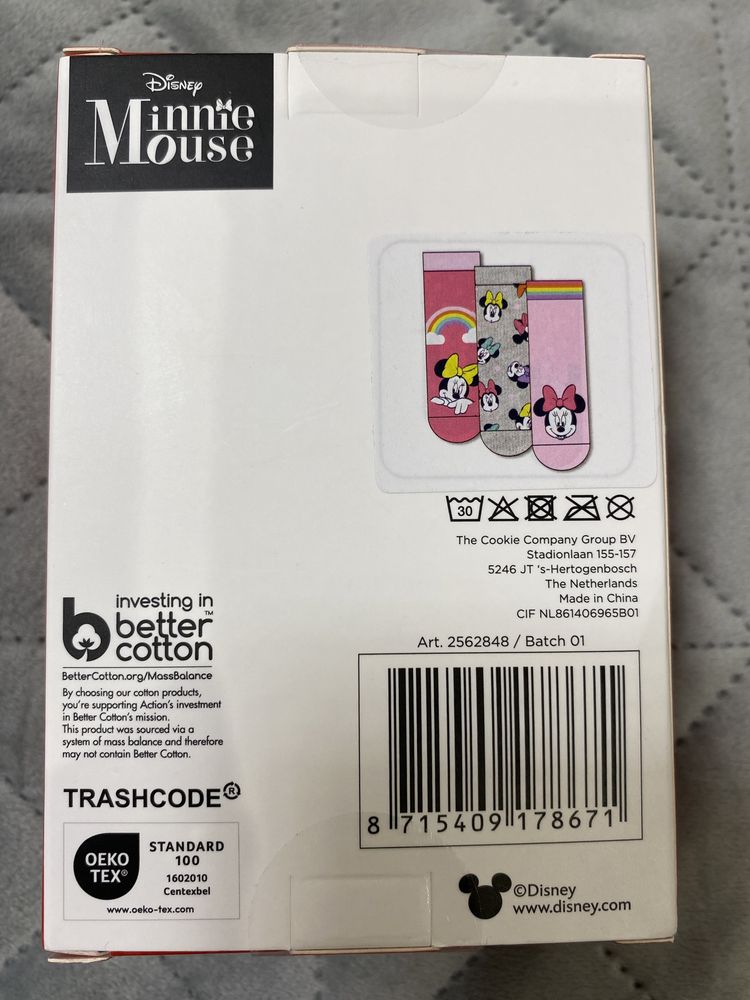 Disney
Minnie
Mouse
30
The Cookie Company Group BV
Stadionlaan 155-157
5246 JT 's-Hertogenbosch
The Netherlands
Made in China
CIF NL861406965B01
Art. 2562848 / Batch 01
8 715409 178671
investing in
better™
cotton
BetterCotton.org/MassBalance
By choosing our cotton products,
you're supporting Action's investment
in Better Cotton's mission.
This product was sourced via a
system of mass balance and therefore
may not contain Better Cotton.
TRASHCODE®
OEKO
TEX®
STANDARD
100
1602010
Centexbel
www.oeko-tex.com
©Disney
www.disney.com